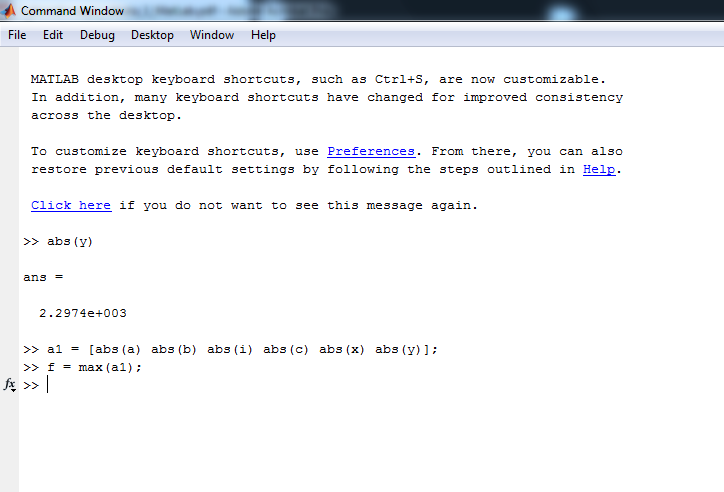 Command Window
File Edit Debug Desktop Window Help
MATLAB desktop keyboard shortcuts, such as Ctrl+S, are now customizable.
In addition, many keyboard shortcuts have changed for improved consistency
across the desktop.
To customize keyboard shortcuts, use Preferences. From there, you can also
restore previous default settings by following the steps outlined in Help.
Click here if you do not want to see this message again.
>> abs(y)
ans =
2.2974e+003
>> a1 = [abs(a) abs(b) abs(i) abs(c) abs(x) abs(y)];
>> f = max(a1);
fx >>